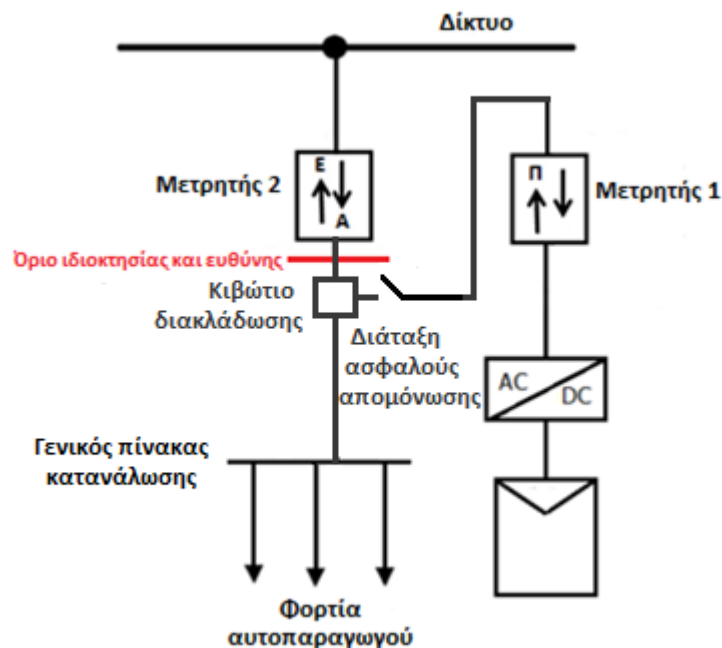 Δίκτυο
Ε
Α
Μετρητής 2
Π
Μετρητής 1
Όριο ιδιοκτησίας και ευθύνης
Κιβώτιο
διακλάδωσης
Διάταξη
ασφαλούς
απομόνωσης
AC
DC
Γενικός πίνακας
κατανάλωσης
Φορτία
αυτοπαραγωγού